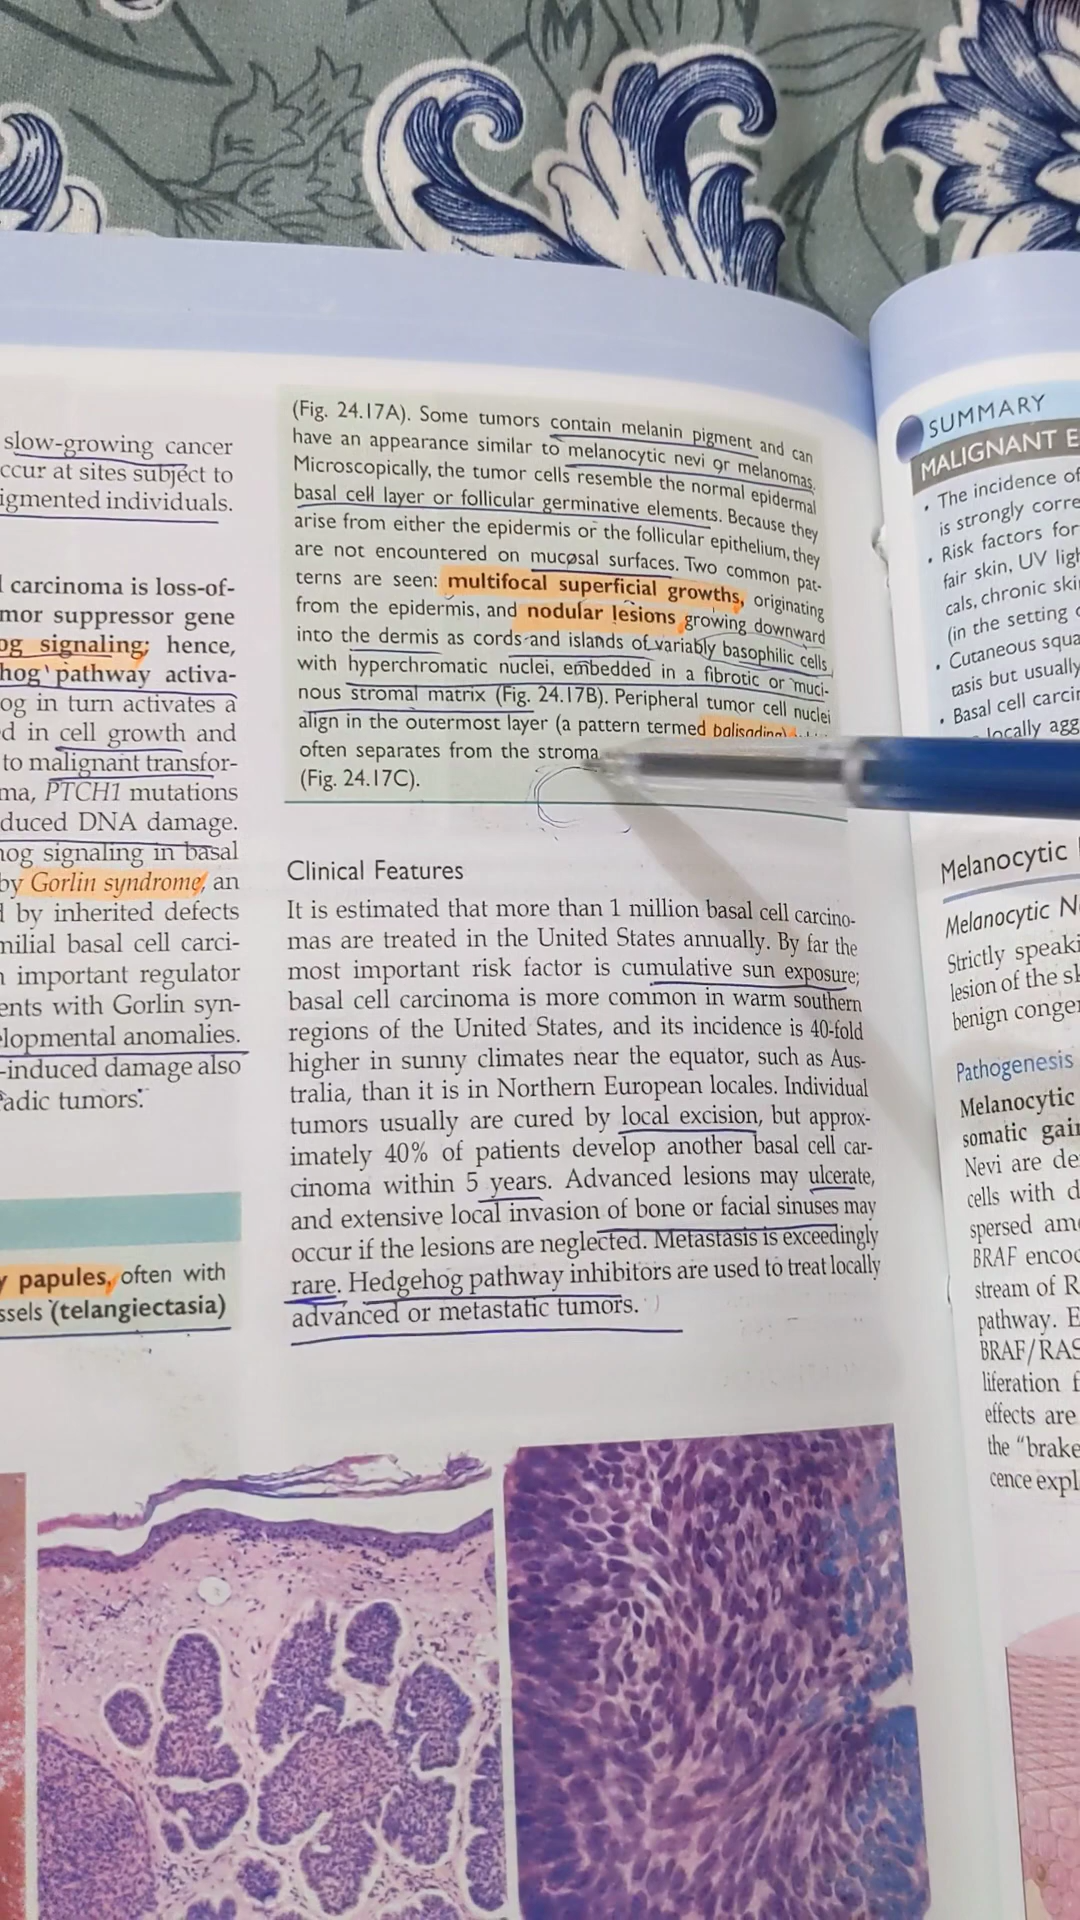 slow-growing cancer
ccur at sites subject to
igmented individuals.
l carcinoma is loss-of-
mor suppressor gene
og signaling; hence,
hog pathway activa-
og in turn activates a
d in cell growth and
to malignant transfor-
ma, PTCH1 mutations
duced DNA damage.
nog signaling in basal
by Gorlin syndrome, an
l by inherited defects
milial basal cell carci-
n important regulator
ents with Gorlin syn-
elopmental anomalies.
-induced damage also
adic tumors.
y papules, often with
ssels (telangiectasia)
(Fig. 24.17A). Some tumors contain melanin pigment and can
have an appearance similar to melanocytic nevi or melanomas.
Microscopically, the tumor cells resemble the normal epidermal
basal cell layer or follicular germinative elements. Because they
arise from either the epidermis or the follicular epithelium, they
are not encountered on mucosal surfaces. Two common pat-
terns are seen: multifocal superficial growths, originating
from the epidermis, and nodular lesions growing downward
into the dermis as cords and islands of variably basophilic cells
with hyperchromatic nuclei, embedded in a fibrotic or muci-
nous stromal matrix (Fig. 24.17B). Peripheral tumor cell nuclei
align in the outermost layer (a pattern termed palisading)
often separates from the stroma
(Fig. 24.17C).
Clinical Features
It is estimated that more than 1 million basal cell carcino-
mas are treated in the United States annually. By far the
most important risk factor is cumulative sun exposure;
basal cell carcinoma is more common in warm southern
regions of the United States, and its incidence is 40-fold
higher in sunny climates near the equator, such as Aus-
tralia, than it is in Northern European locales. Individual
tumors usually are cured by local excision, but approx-
imately 40% of patients develop another basal cell car-
cinoma within 5 years. Advanced lesions may ulcerate,
and extensive local invasion of bone or facial sinuses may
occur if the lesions are neglected. Metastasis is exceedingly
rare. Hedgehog pathway inhibitors are used to treat locally
advanced or metastatic tumors.
SUMMARY
MALIGNANT E
• The incidence of
is strongly corre
• Risk factors for
fair skin, UV ligh
cals, chronic skin
(in the setting o
• Cutaneous squa
tasis but usually
• Basal cell carcin
locally agg
Melanocytic
Melanocytic N
Strictly speaki
lesion of the sk
benign conger
Pathogenesis
Melanocytic
somatic gain
Nevi are de
cells with d
spersed amo
BRAF encod
stream of R
pathway. E
BRAF/RAS
liferation f
effects are
the "brake
cence expl